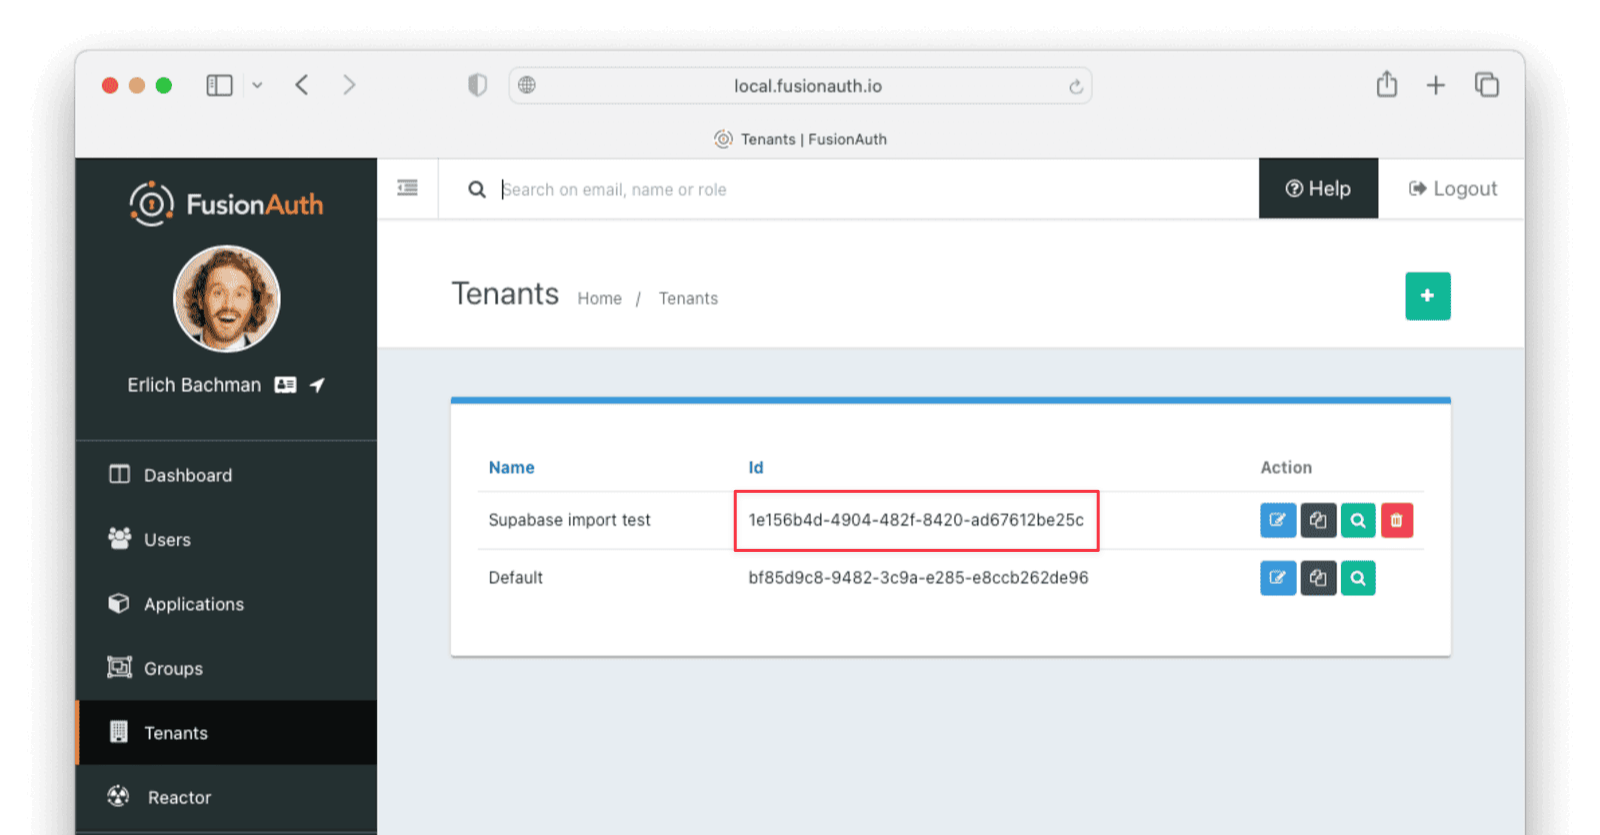 local.fusionauth.io
Tenants | FusionAuth
FusionAuth
Search on email, name or role
Help
Logout
Erlich Bachman
Tenants
Home / Tenants
Dashboard
Users
Applications
Groups
Tenants
Reactor
Name Id Action
Supabase import test 1e156b4d-4904-482f-8420-ad67612be25c
Default bf85d9c8-9482-3c9a-e285-e8ccb262de96